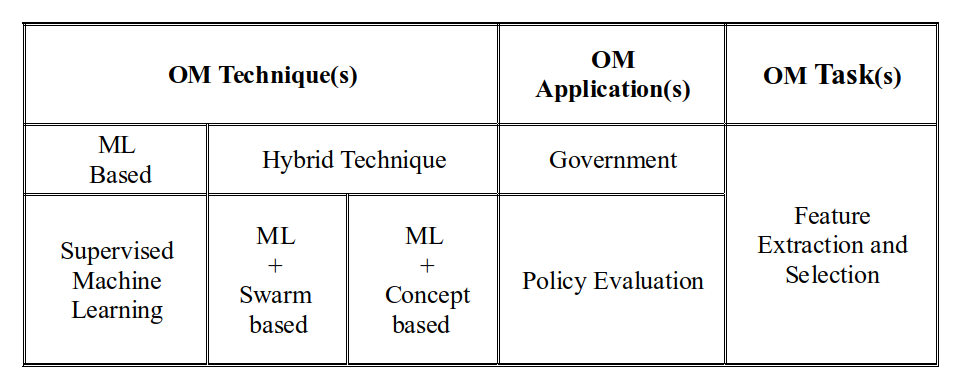 OM Technique(s)
OM
Application(s)
OM Task(s)
ML
Based
Hybrid Technique
Government
Feature
Extraction and
Selection
Supervised
Machine
Learning
ML
+
Swarm
based
ML
+
Concept
based
Policy Evaluation